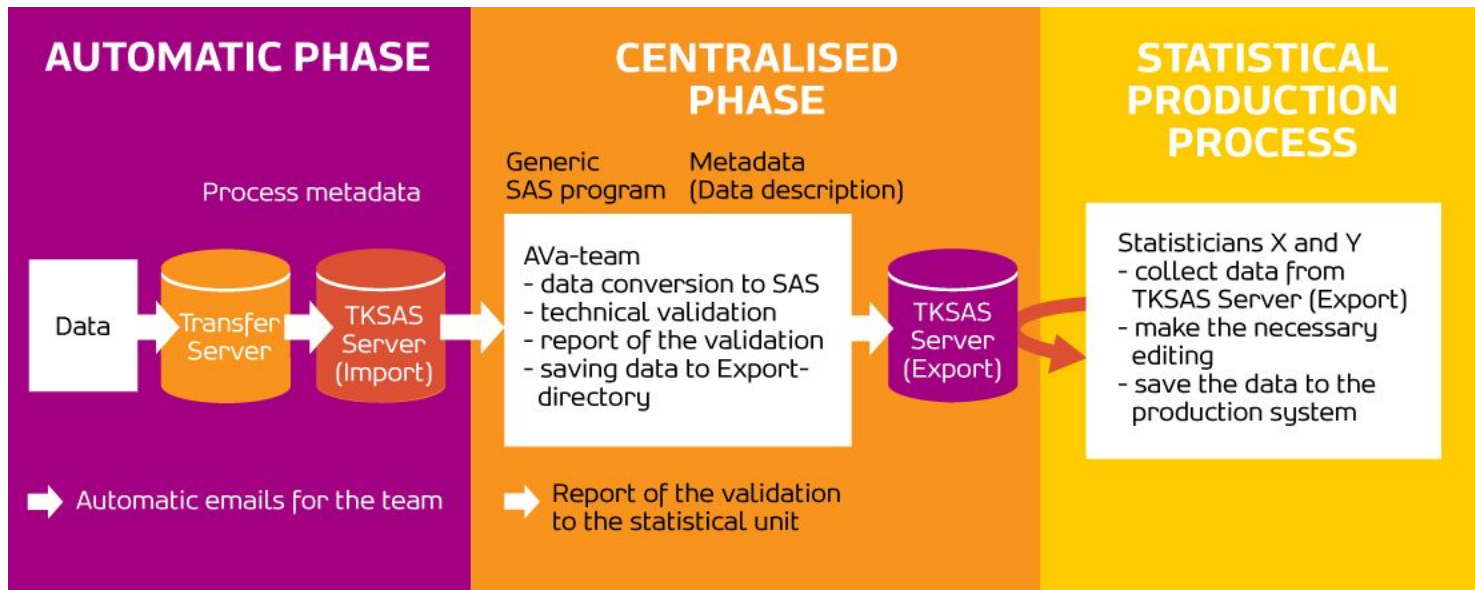 AUTOMATIC PHASE
Process metadata
Data
Transfer
Server
TKSAS
Server
(Import)
Automatic emails for the team
CENTRALISED
PHASE
Generic
SAS program
Metadata
(Data description)
AVa-team
- data conversion to SAS
- technical validation
- report of the validation
- saving data to Export-
directory
TKSAS
Server
(Export)
Report of the validation
to the statistical unit
STATISTICAL
PRODUCTION
PROCESS
Statisticians X and Y
- collect data from
TKSAS Server (Export)
- make the necessary
editing
- save the data to the
production system